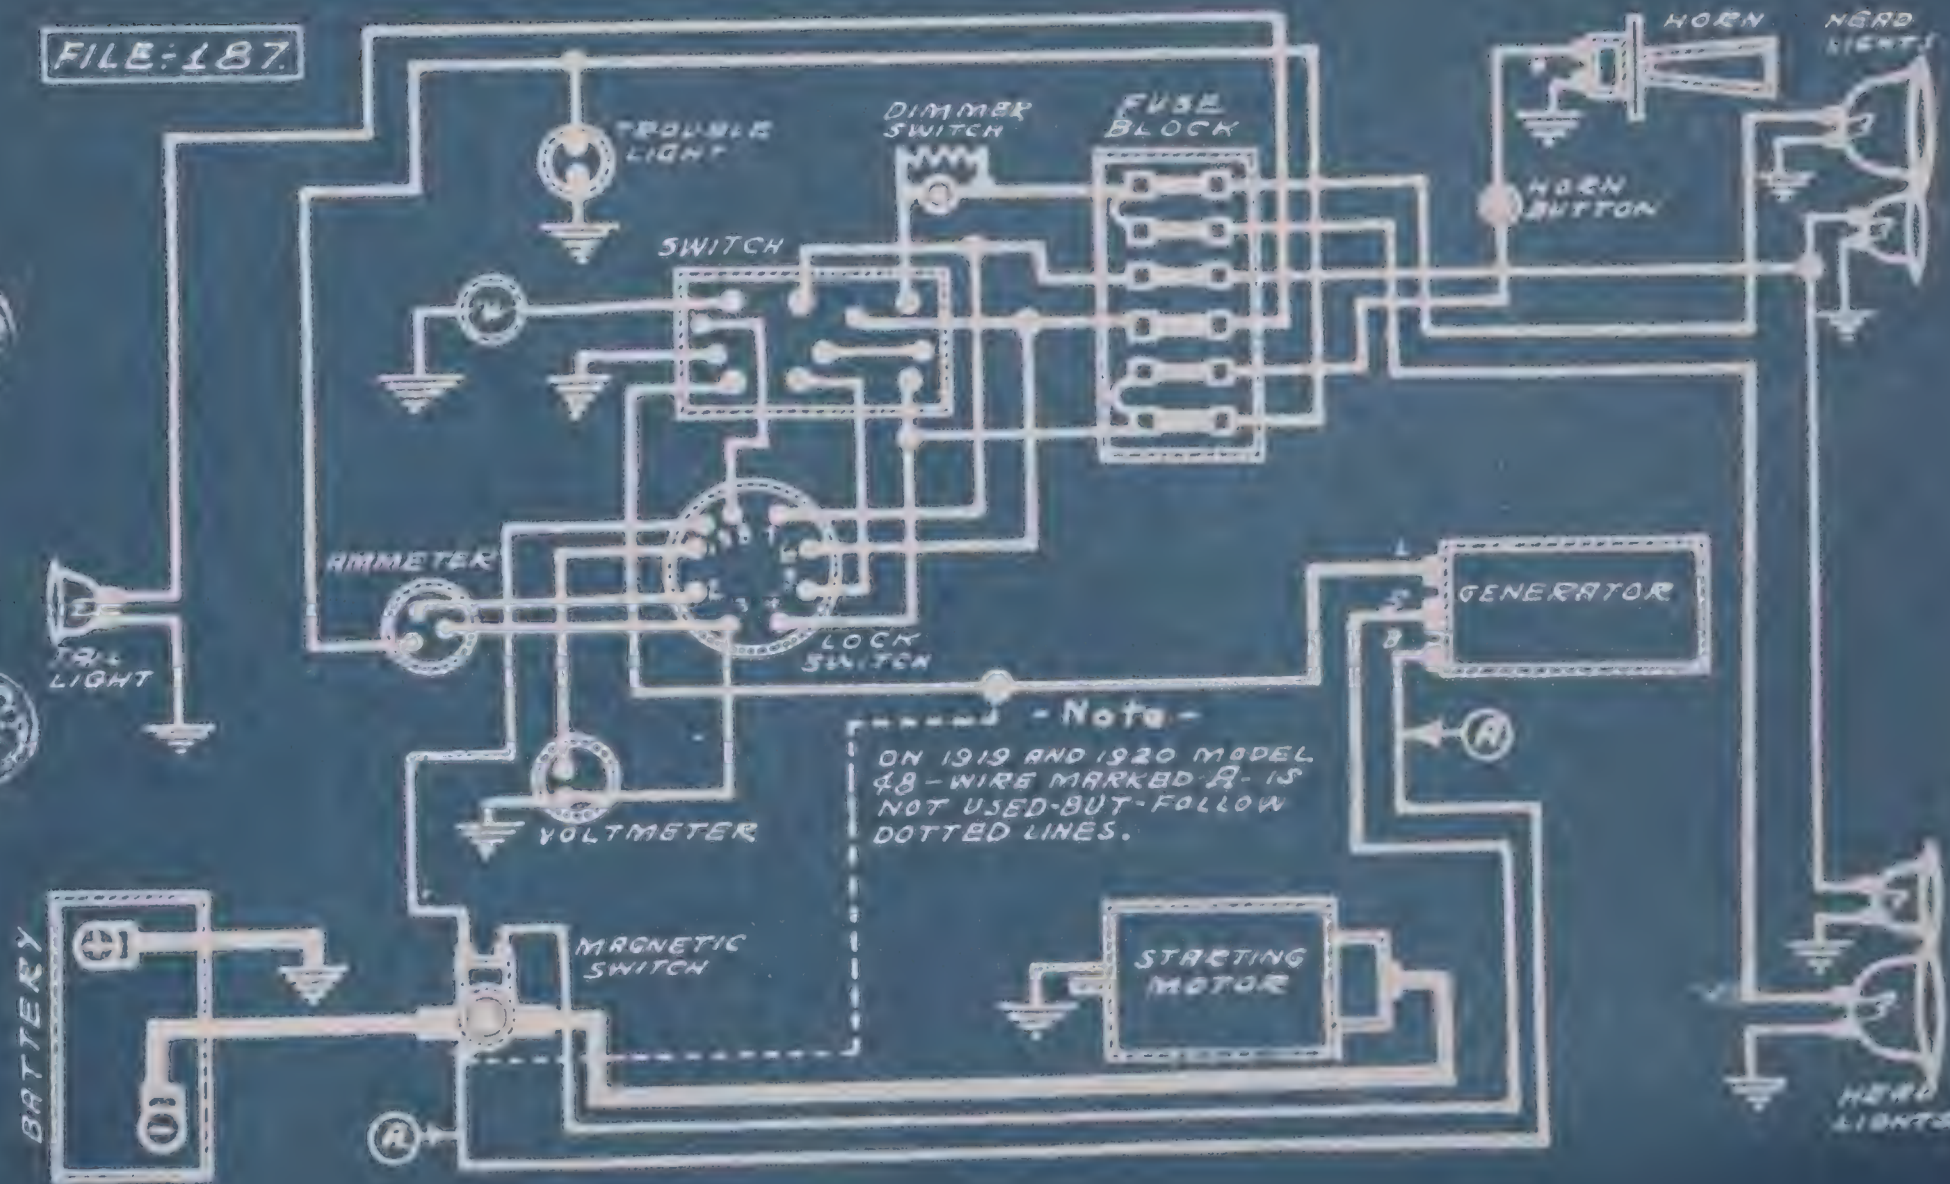 FILE-187.
HORN
HEAD
LIGHTS
TROUBLE
LIGHT
DIMMER
SWITCH
FUSE
BLOCK
HORN
BUTTON
SWITCH
AMMETER
LOCK
SWITCH
TAIL
LIGHT
L
GENERATOR
- Note -
ON 1919 AND 1920 MODEL
48-WIRE MARKED A- IS
NOT USED-BUT-FOLLOW
DOTTED LINES.
A
VOLTMETER
BATTERY
MAGNETIC
SWITCH
STARTING
MOTOR
A
HEAD
LIGHTS